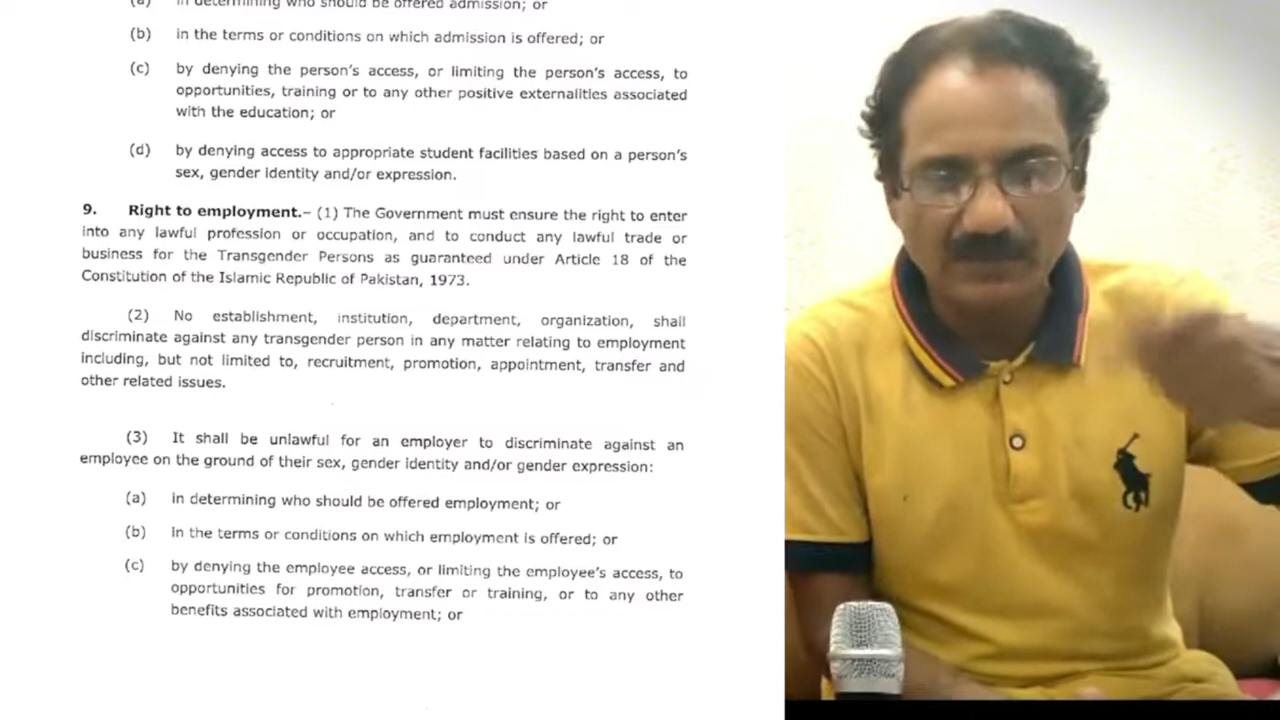 (a) in determining who should be offered admission; or
(b) in the terms or conditions on which admission is offered; or
(c) by denying the person's access, or limiting the person's access, to
opportunities, training or to any other positive externalities associated
with the education; or
(d) by denying access to appropriate student facilities based on a person's
sex, gender identity and/or expression.
9. Right to employment.– (1) The Government must ensure the right to enter
into any lawful profession or occupation, and to conduct any lawful trade or
business for the Transgender Persons as guaranteed under Article 18 of the
Constitution of the Islamic Republic of Pakistan, 1973.
(2) No establishment, institution, department, organization, shall
discriminate against any transgender person in any matter relating to employment
including, but not limited to, recruitment, promotion, appointment, transfer and
other related issues.
(3) It shall be unlawful for an employer to discriminate against an
employee on the ground of their sex, gender identity and/or gender expression:
(a) in determining who should be offered employment; or
(b) in the terms or conditions on which employment is offered; or
(c) by denying the employee access, or limiting the employee's access, to
opportunities for promotion, transfer or training, or to any other
benefits associated with employment; or